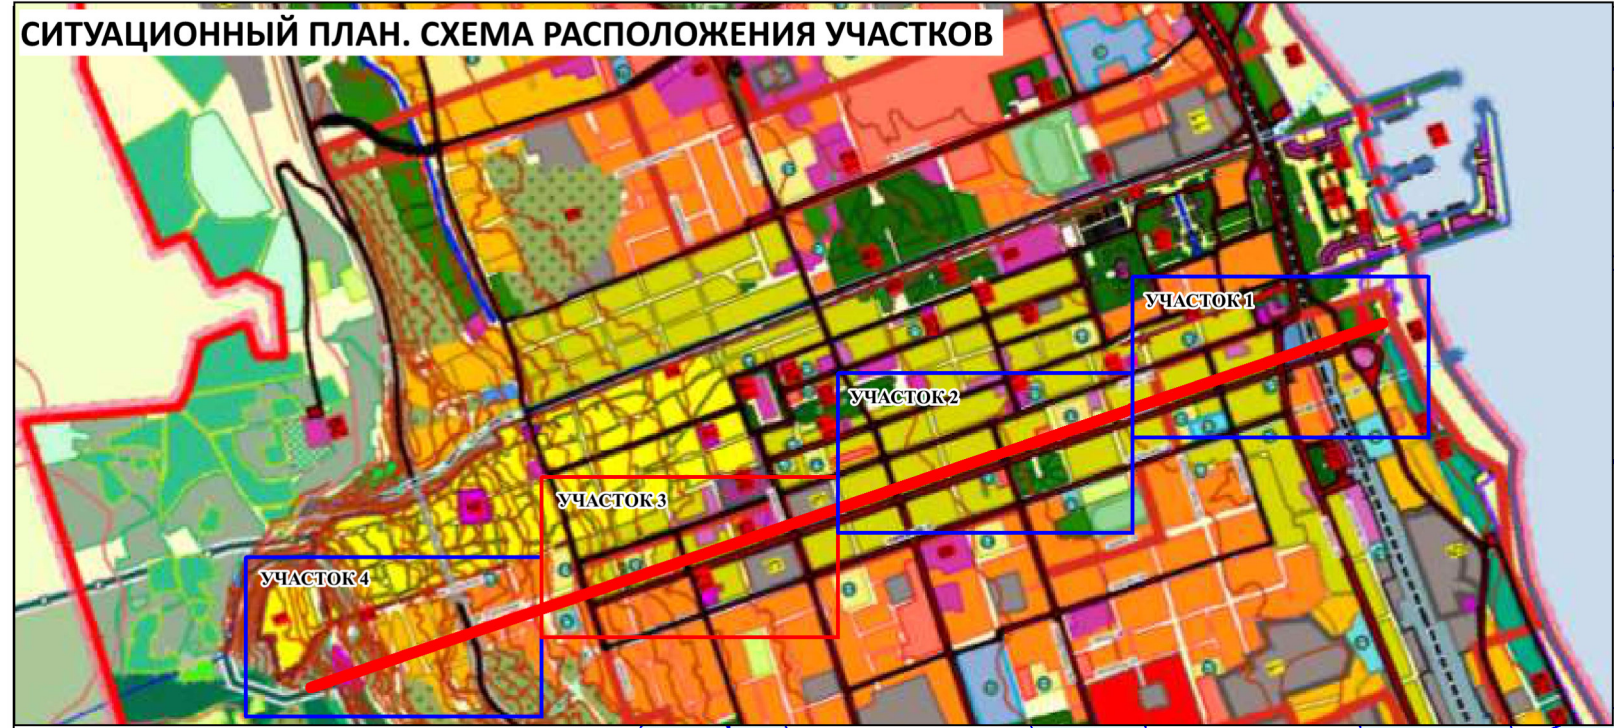 СИТУАЦИОННЫЙ ПЛАН. СХЕМА РАСПОЛОЖЕНИЯ УЧАСТКОВ
УЧАСТОК 1
УЧАСТОК 2
УЧАСТОК 3
УЧАСТОК 4